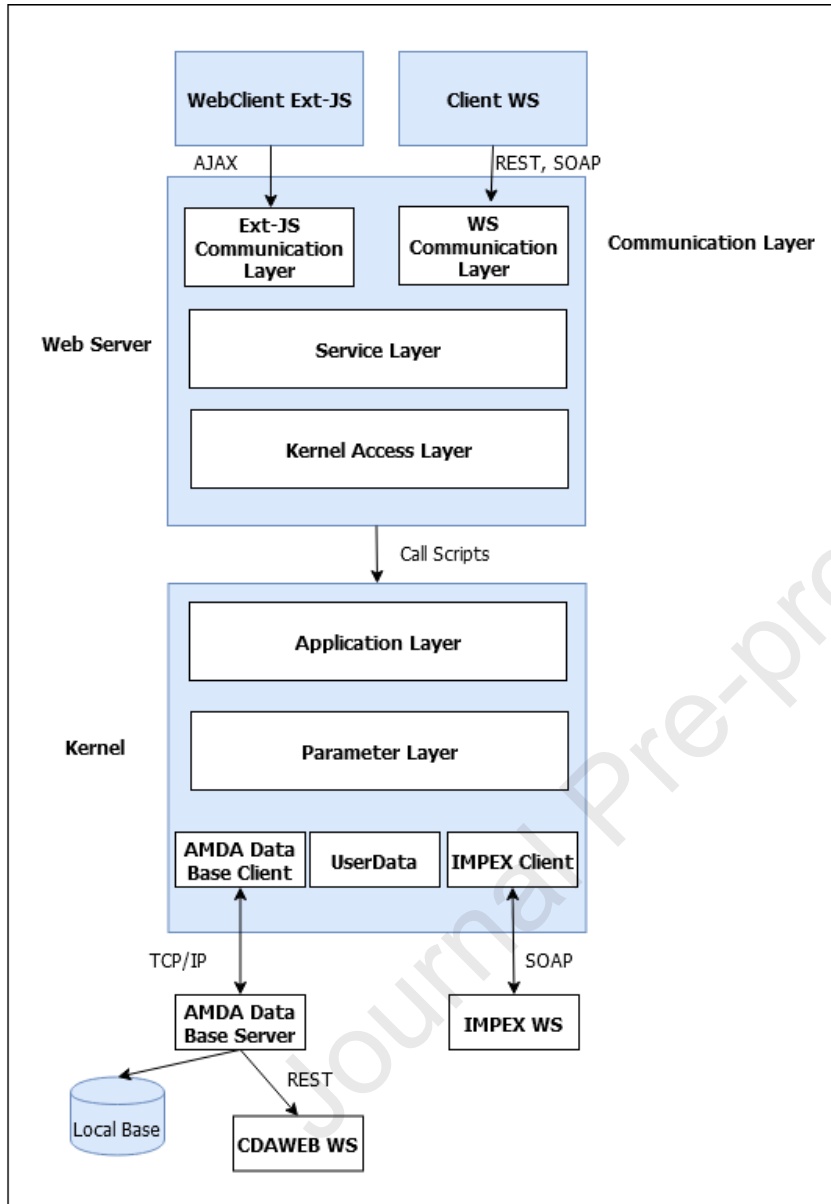 WebClient Ext-JS
Client WS
AJAX
REST, SOAP
Ext-JS
Communication
Layer
WS
Communication
Layer
Communication Layer
Web Server
Service Layer
Kernel Access Layer
Call Scripts
Application Layer
Kernel
Parameter Layer
AMDA Data
Base Client
UserData
IMPEX Client
TCP/IP
SOAP
AMDA Data
Base Server
IMPEX WS
REST
Local Base
CDAWEB WS
Journal Pre-pro